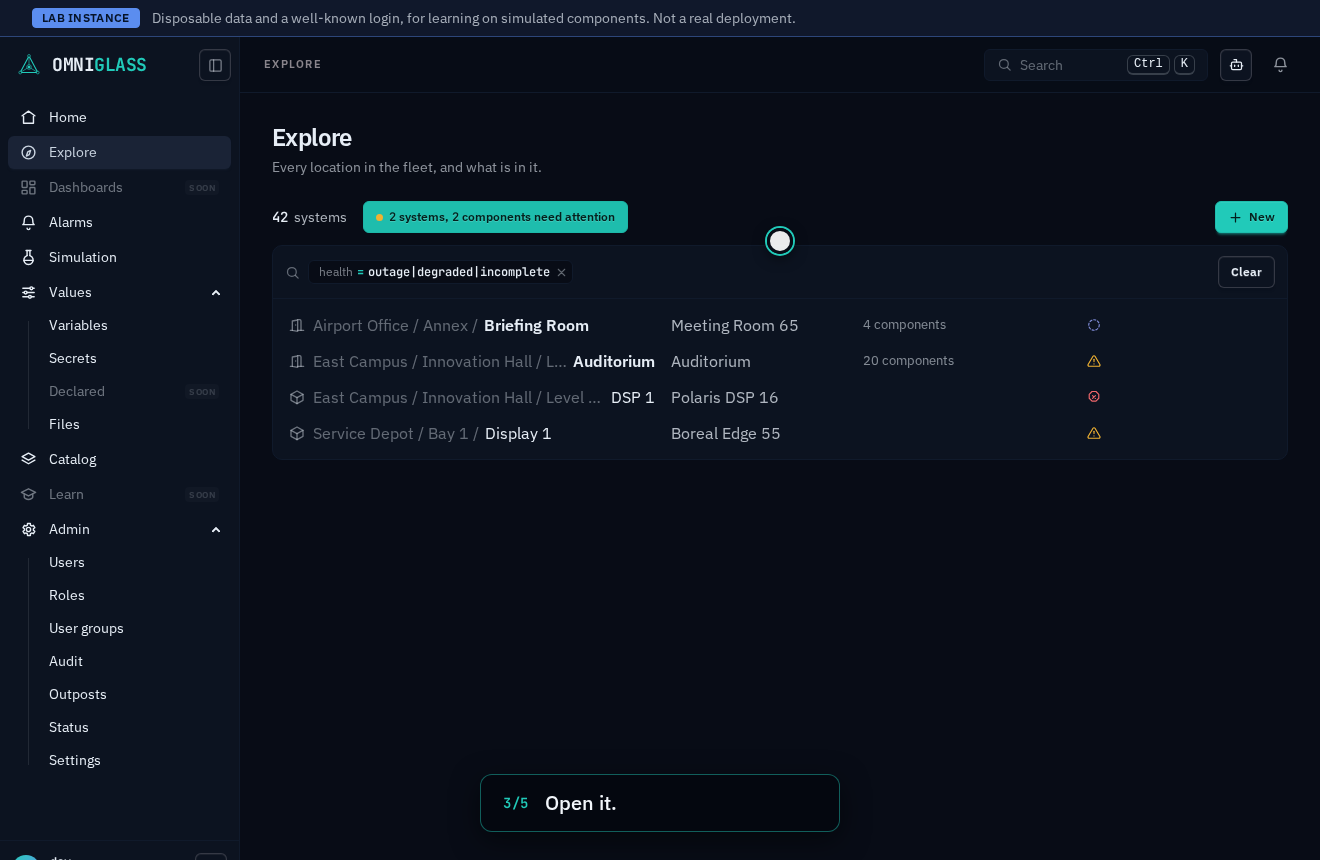 LAB INSTANCE Disposable data and a well-known login, for learning on simulated components. Not a real deployment.
OMNIGLASS
EXPLORE
Search Ctrl K
Home
Explore
Dashboards SOON
Alarms
Simulation
Values
Variables
Secrets
Declared SOON
Files
Catalog
Learn SOON
Admin
Users
Roles
User groups
Audit
Outposts
Status
Settings
Explore
Every location in the fleet, and what is in it.
42 systems 2 systems, 2 components need attention New
health = outage|degraded|incomplete Clear
Airport Office / Annex / Briefing Room Meeting Room 65 4 components
East Campus / Innovation Hall / L... Auditorium Auditorium 20 components
East Campus / Innovation Hall / Level ... DSP 1 Polaris DSP 16
Service Depot / Bay 1 / Display 1 Boreal Edge 55
3/5 Open it.